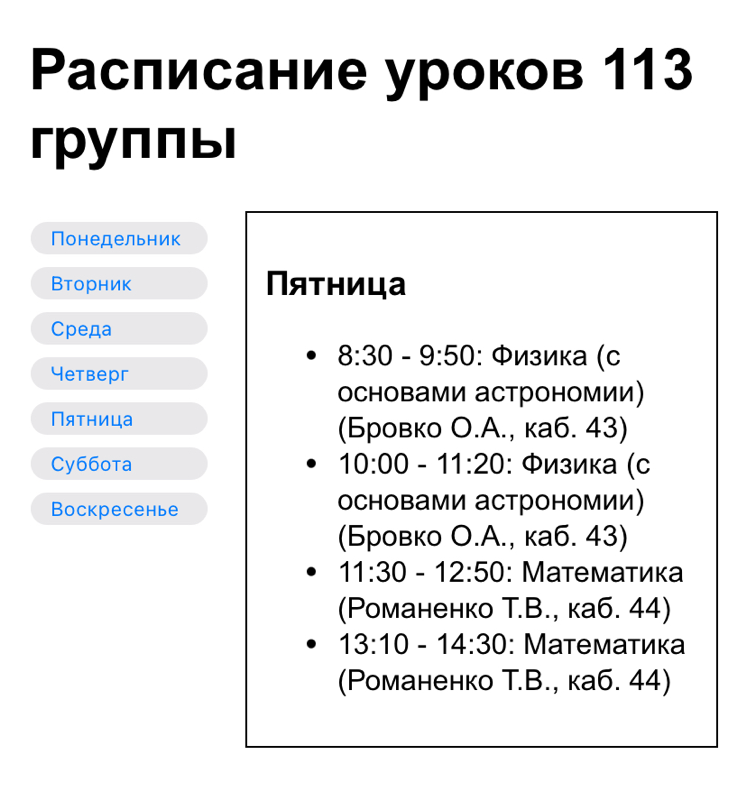 Расписание уроков 113
группы
Понедельник
Вторник
Среда
Четверг
Пятница
Суббота
Воскресенье
Пятница
• 8:30 - 9:50: Физика (с
основами астрономии)
(Бровко О.А., каб. 43)
• 10:00 - 11:20: Физика (с
основами астрономии)
(Бровко О.А., каб. 43)
• 11:30 - 12:50: Математика
(Романенко Т.В., каб. 44)
• 13:10 - 14:30: Математика
(Романенко Т.В., каб. 44)